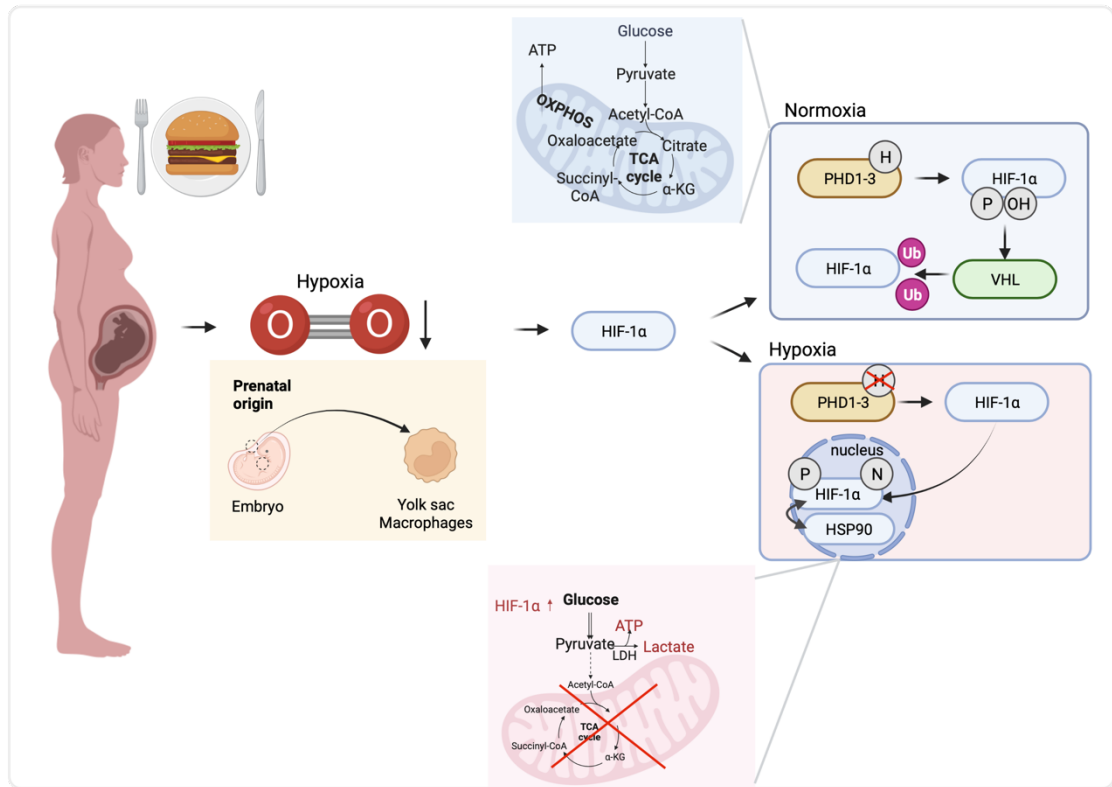 Glucose
ATP
Pyruvate
OXPHOS
Acetyl-CoA
Oxaloacetate
Citrate
TCA
cycle
Succinyl-
CoA
α-KG
Normoxia
H
PHD1-3
HIF-1α
P
OH
HIF-1α
Ub
Ub
VHL
Hypoxia
O
O
HIF-1α
Prenatal
origin
Embryo
Yolk sac
Macrophages
Hypoxia
H
PHD1-3
HIF-1α
nucleus
P
N
HIF-1α
HSP90
HIF-1α ↑
Glucose
ATP
Pyruvate
LDH
Lactate
Acetyl-CoA
Oxaloacetate
TCA
cycle
Succinyl-CoA
α-KG